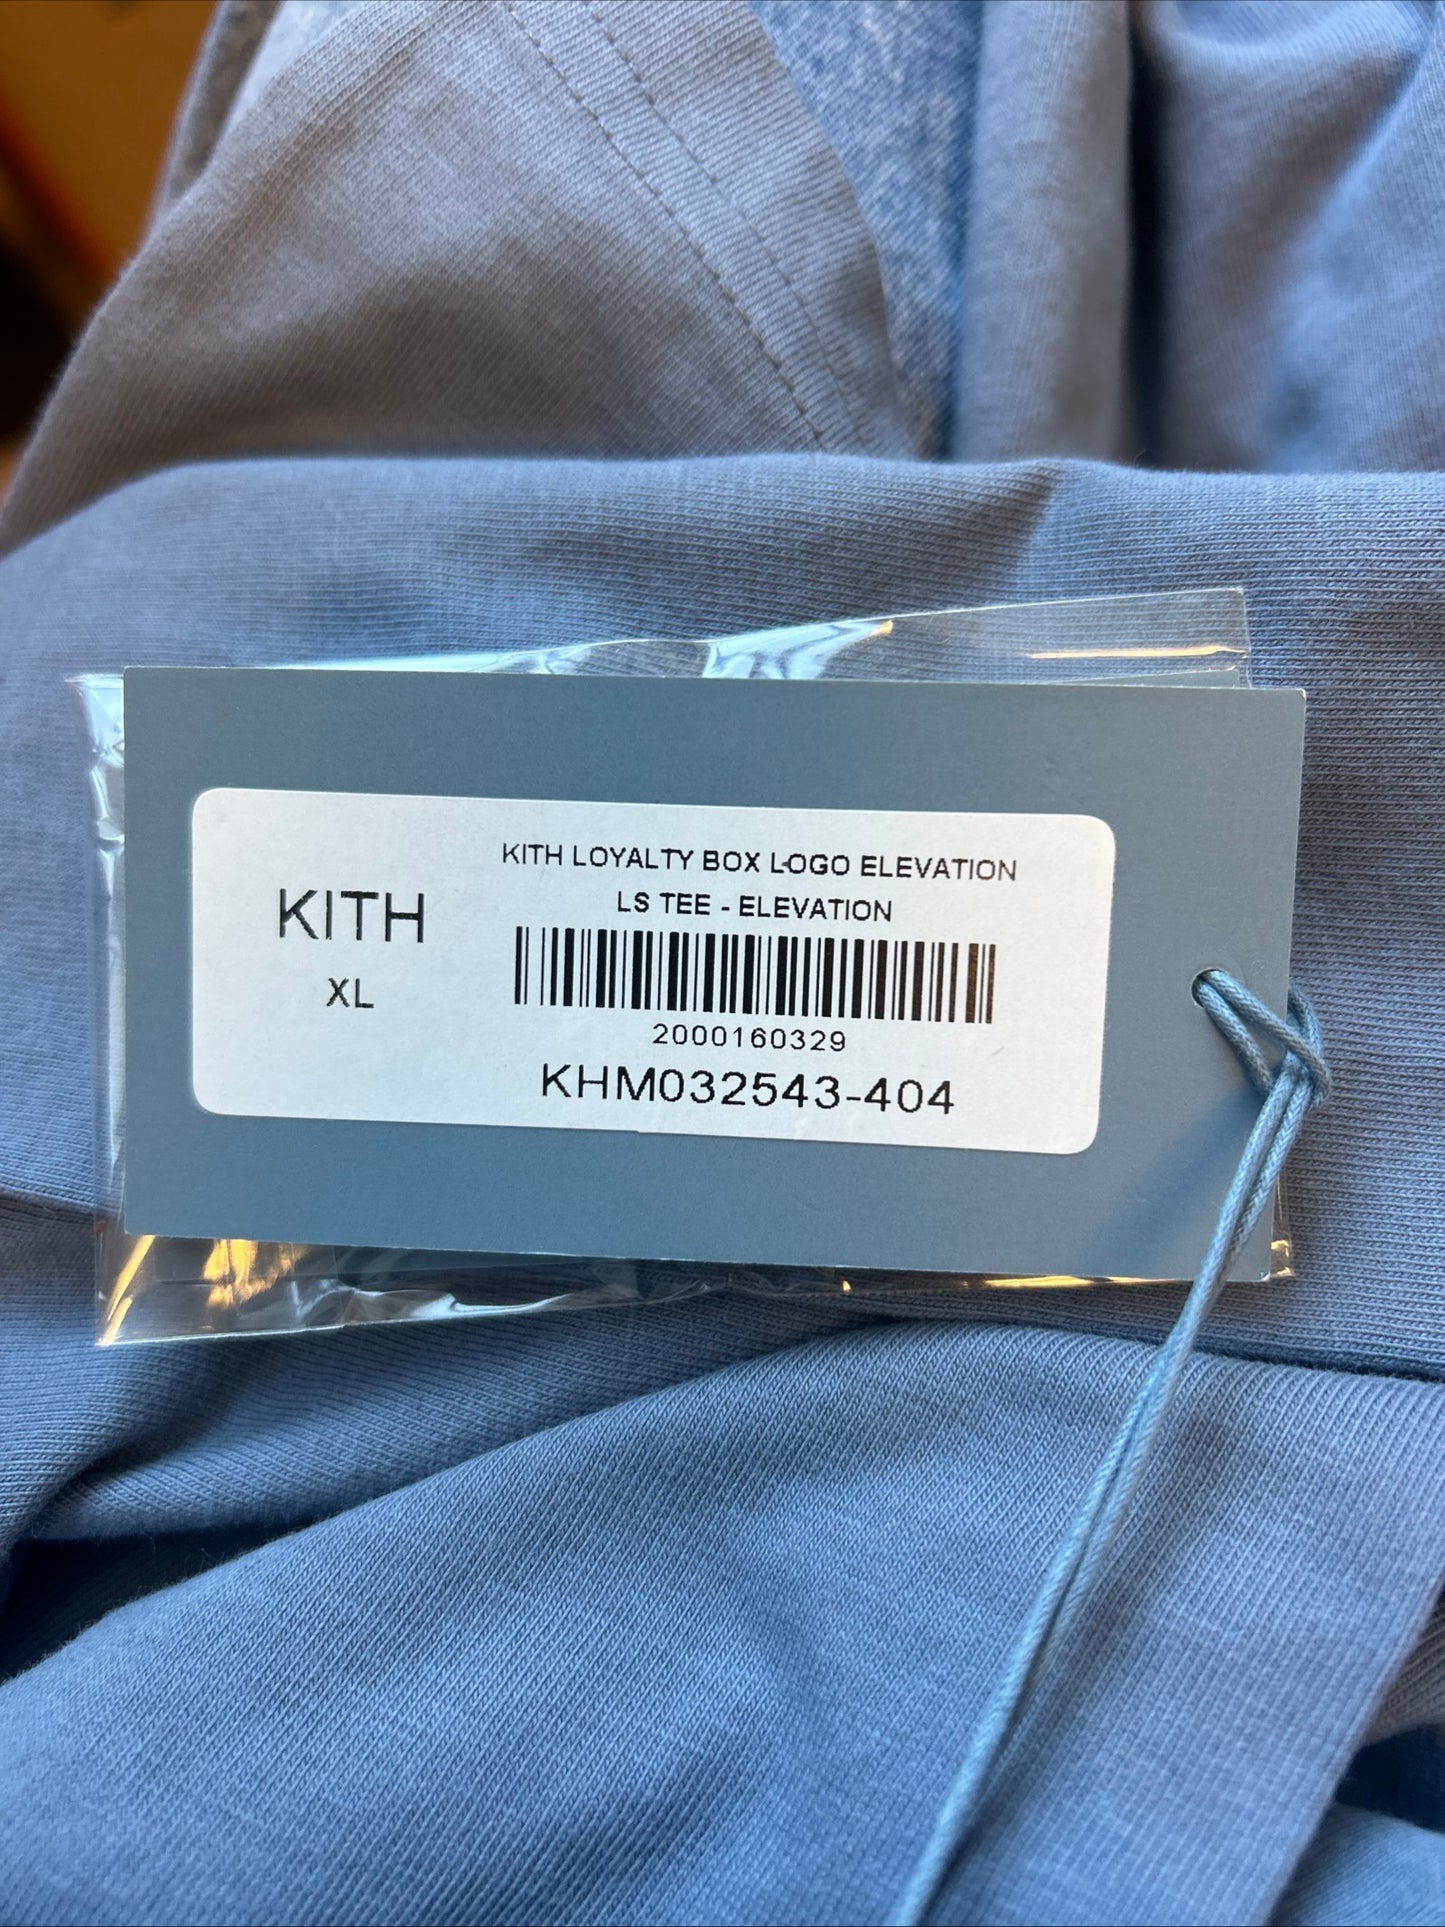 KITH
XL
KITH LOYALTY BOX LOGO ELEVATION
LS TEE - ELEVATION
2000160329
KHM032543-404